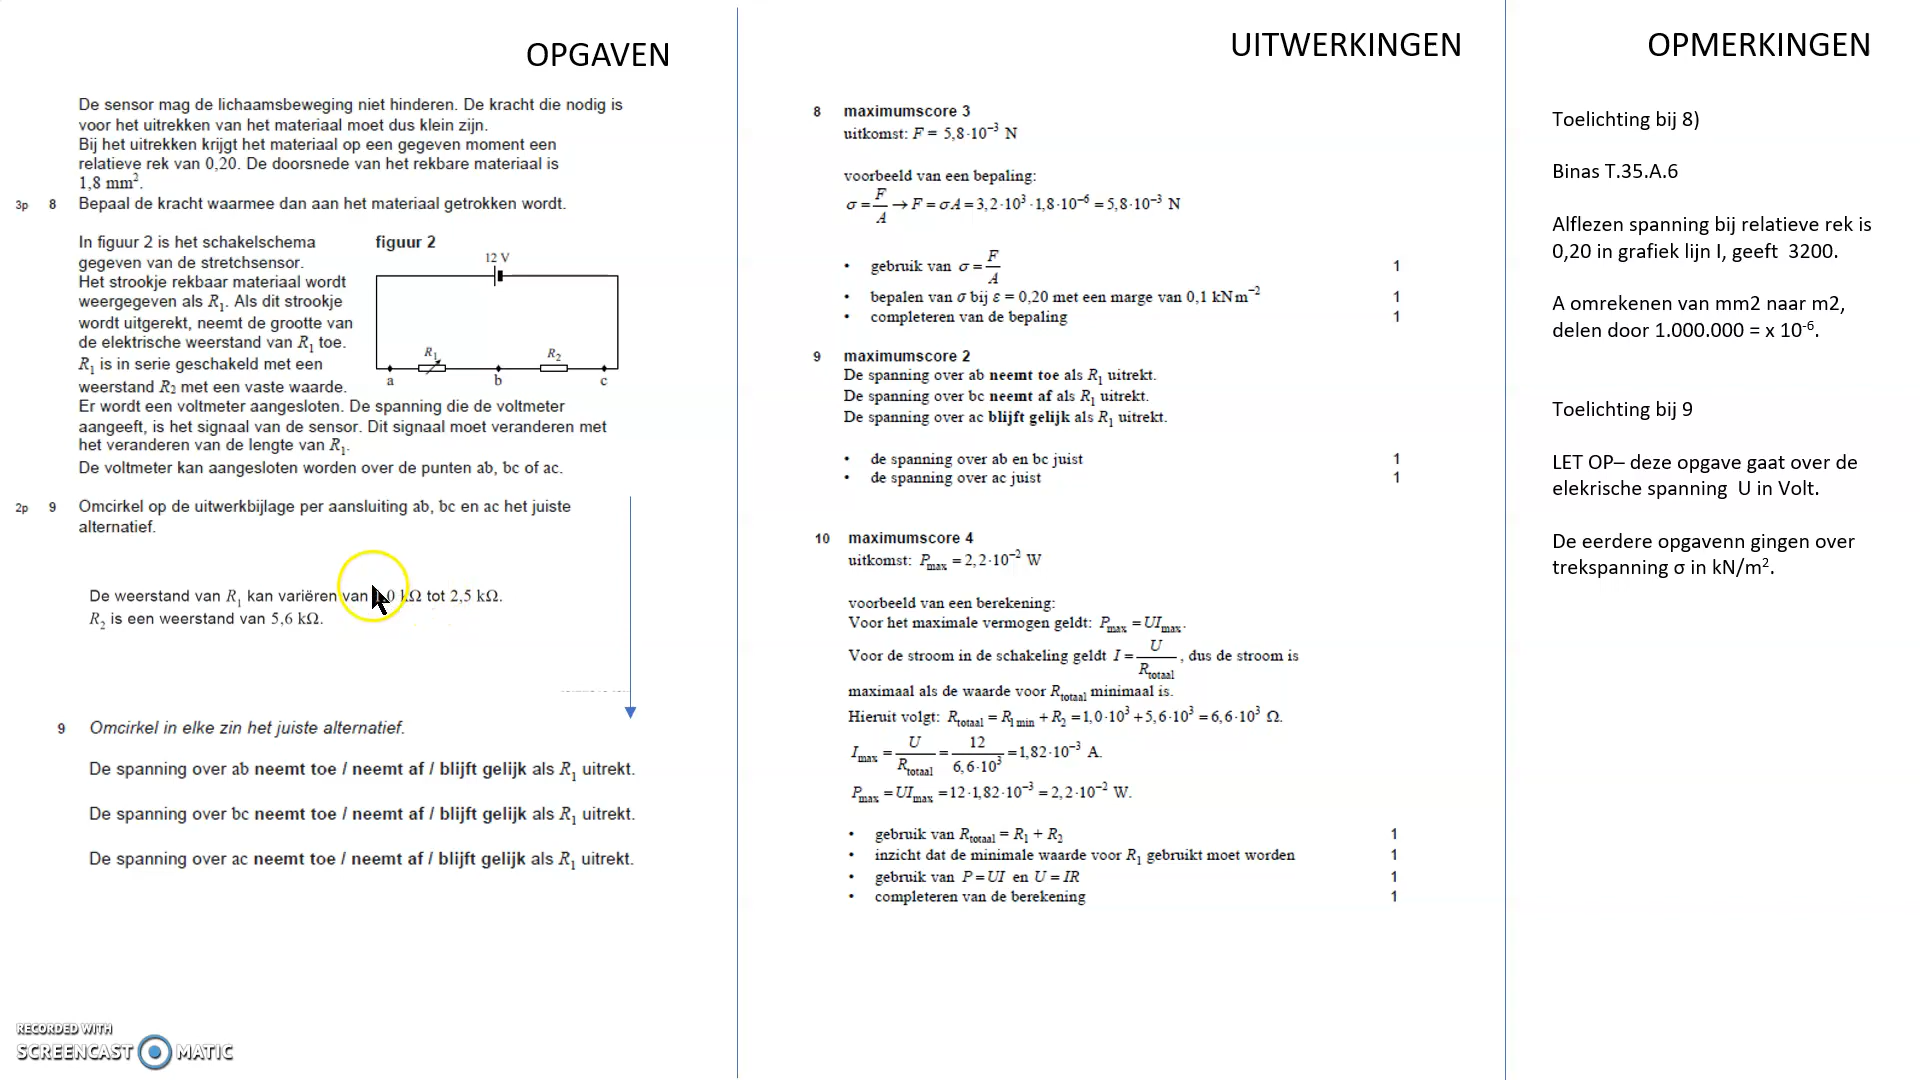 OPGAVEN
De sensor mag de lichaamsbeweging niet hinderen. De kracht die nodig is
voor het uitrekken van het materiaal moet dus klein zijn.
Bij het uitrekken krijgt het materiaal op een gegeven moment een
relatieve rek van 0,20. De doorsnede van het rekbare materiaal is
1,8 mm².
3p 8 Bepaal de kracht waarmee dan aan het materiaal getrokken wordt.
In figuur 2 is het schakelschema
gegeven van de stretchsensor.
Het strookje rekbaar materiaal wordt
weergegeven als R₁. Als dit strookje
wordt uitgerekt, neemt de grootte van
de elektrische weerstand van R₁ toe.
R₁ is in serie geschakeld met een
weerstand R₂ met een vaste waarde.
figuur 2
12 V
R₁ R₂
a b c
Er wordt een voltmeter aangesloten. De spanning die de voltmeter
aangeeft, is het signaal van de sensor. Dit signaal moet veranderen met
het veranderen van de lengte van R₁.
De voltmeter kan aangesloten worden over de punten ab, bc of ac.
2p 9 Omcirkel op de uitwerkbijlage per aansluiting ab, bc en ac het juiste
alternatief.
De weerstand van R₁ kan variëren van kΩ tot 2,5 kΩ.
R₂ is een weerstand van 5,6 kΩ.
9 Omcirkel in elke zin het juiste alternatief.
De spanning over ab neemt toe / neemt af / blijft gelijk als R₁ uitrekt.
De spanning over bc neemt toe / neemt af / blijft gelijk als R₁ uitrekt.
De spanning over ac neemt toe / neemt af / blijft gelijk als R₁ uitrekt.
RECORDED WITH
SCREENCAST MATIC
UITWERKINGEN
8 maximumscore 3
uitkomst: F = 5,8·10⁻³ N
voorbeeld van een bepaling:
σ = F/A → F = σA = 3,2·10³·1,8·10⁻⁶ = 5,8·10⁻³ N
• gebruik van σ = F/A 1
• bepalen van σ bij ε = 0,20 met een marge van 0,1 kNm⁻² 1
• completeren van de bepaling 1
9 maximumscore 2
De spanning over ab neemt toe als R₁ uitrekt.
De spanning over bc neemt af als R₁ uitrekt.
De spanning over ac blijft gelijk als R₁ uitrekt.
• de spanning over ab en bc juist 1
• de spanning over ac juist 1
10 maximumscore 4
uitkomst: Pmax = 2,2·10⁻² W
voorbeeld van een berekening:
Voor het maximale vermogen geldt: Pmax = UImax.
Voor de stroom in de schakeling geldt I = U/Rtotaal, dus de stroom is
maximaal als de waarde voor Rtotaal minimaal is.
Hieruit volgt: Rtotaal = R1min + R₂ = 1,0·10³ + 5,6·10³ = 6,6·10³ Ω.
Imax = U/Rtotaal = 12/6,6·10³ = 1,82·10⁻³ A.
Pmax = UImax = 12·1,82·10⁻³ = 2,2·10⁻² W.
• gebruik van Rtotaal = R₁ + R₂ 1
• inzicht dat de minimale waarde voor R₁ gebruikt moet worden 1
• gebruik van P = UI en U = IR 1
• completeren van de berekening 1
OPMERKINGEN
Toelichting bij 8)
Binas T.35.A.6
Alflezen spanning bij relatieve rek is
0,20 in grafiek lijn I, geeft 3200.
A omrekenen van mm2 naar m2,
delen door 1.000.000 = x 10⁻⁶.
Toelichting bij 9
LET OP– deze opgave gaat over de
elekrische spanning U in Volt.
De eerdere opgavenn gingen over
trekspanning σ in kN/m².